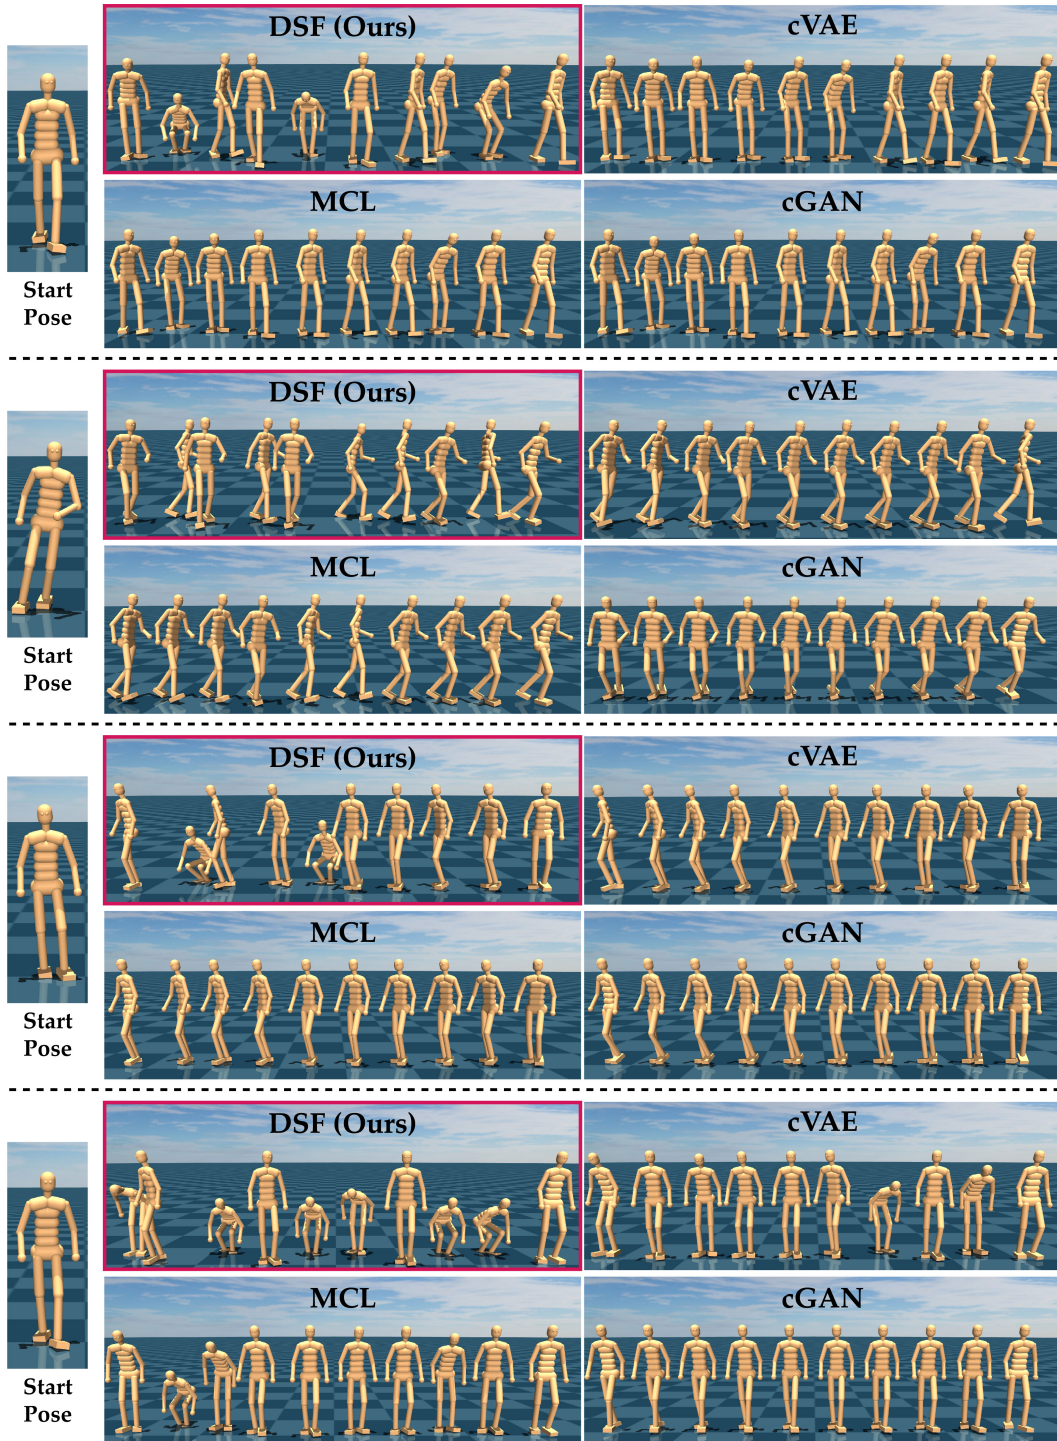 DSF (Ours)
cVAE
MCL
cGAN
Start
Pose
DSF (Ours)
cVAE
MCL
cGAN
Start
Pose
DSF (Ours)
cVAE
MCL
cGAN
Start
Pose
DSF (Ours)
cVAE
MCL
cGAN
Start
Pose